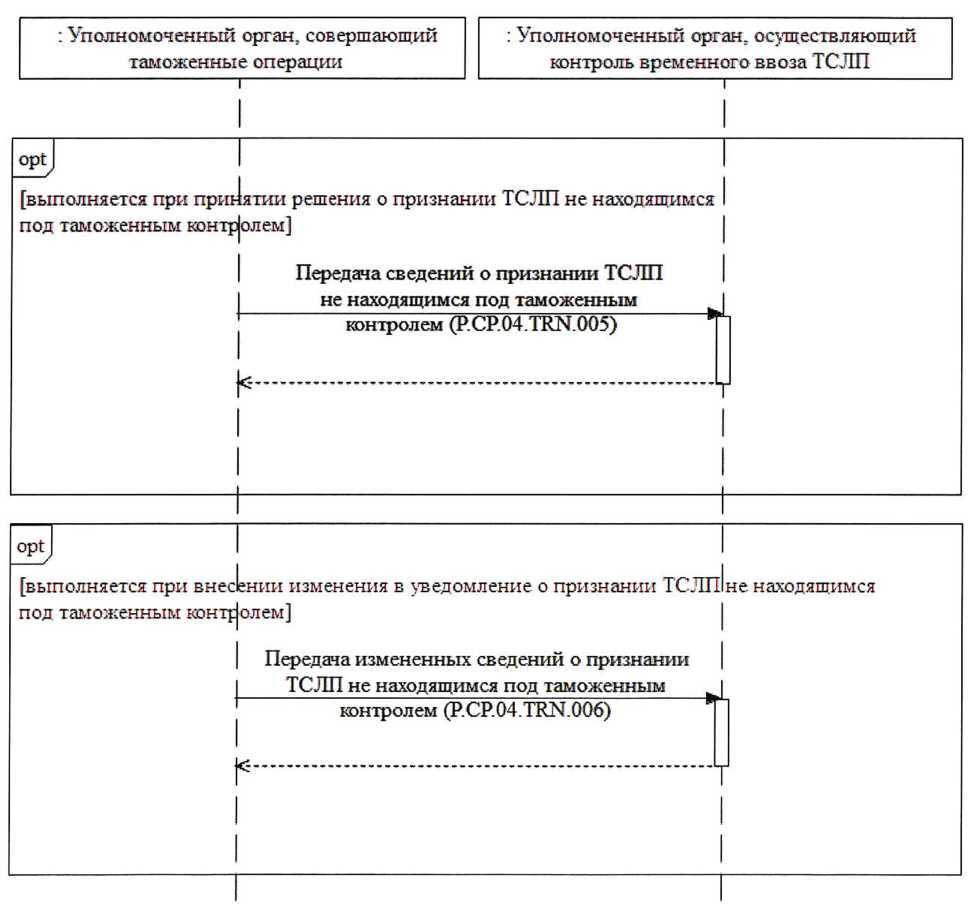 : Уполномоченный орган, совершающий
таможенные операции
: Уполномоченный орган, осуществляющий
контроль временного ввоза ТСЛП
opt
[выполняется при принятии решения о признании ТСЛП не находящимся
под таможенным контролем]
Передача сведений о признании ТСЛП
не находящимся под таможенным
контролем (P.CP.04.TRN.005)
opt
[выполняется при внесении изменения в уведомление о признании ТСЛП не находящимся
под таможенным контролем]
Передача измененных сведений о признании
ТСЛП не находящимся под таможенным
контролем (P.CP.04.TRN.006)